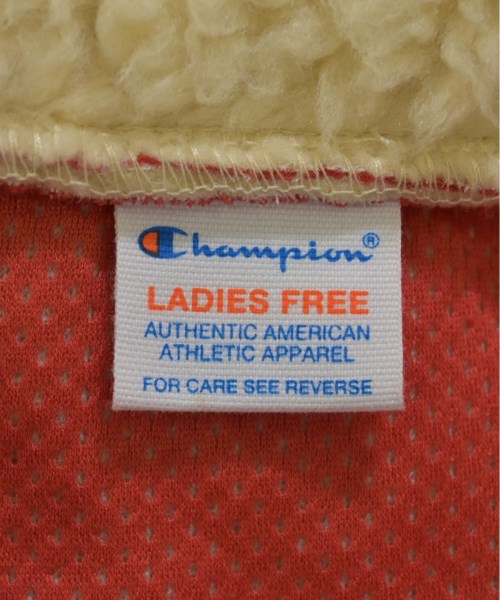 Champion®
LADIES FREE
AUTHENTIC AMERICAN
ATHLETIC APPAREL
FOR CARE SEE REVERSE